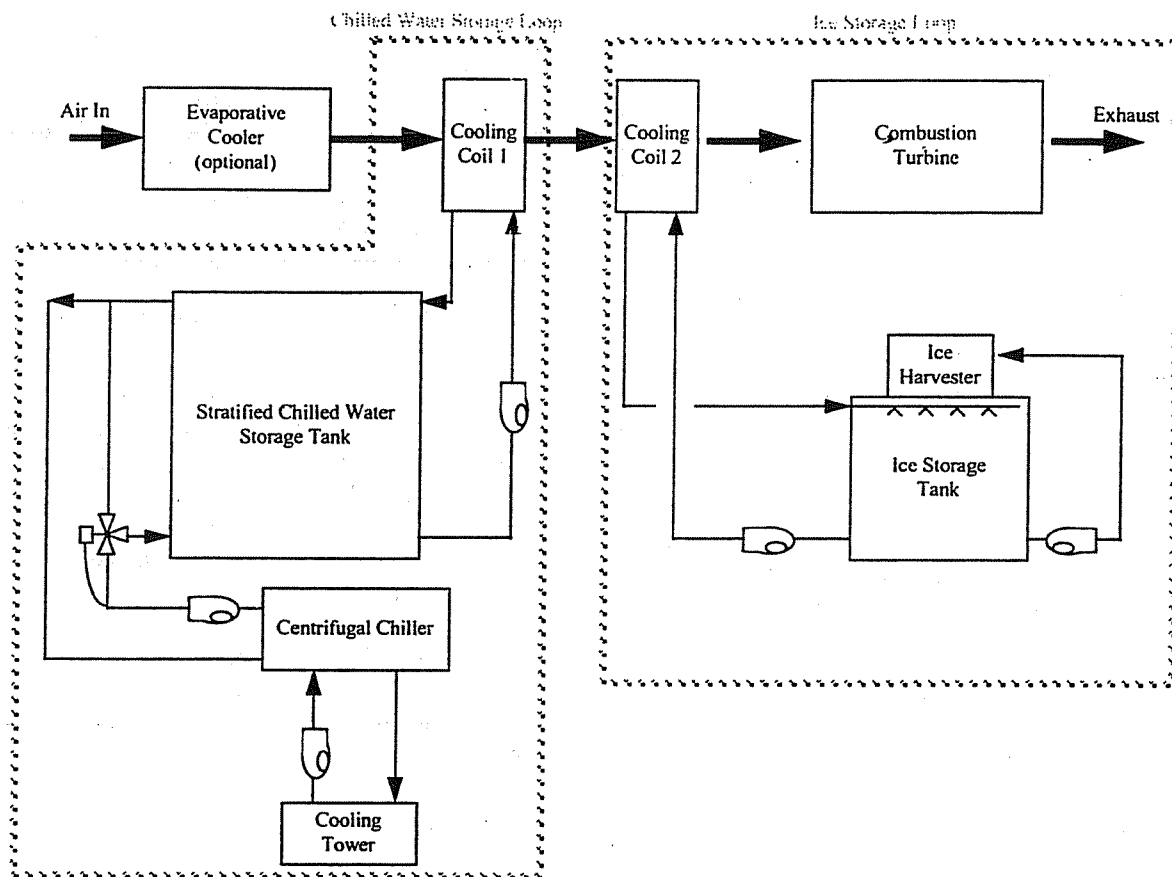 Chilled Water Storage Loop
Ice Storage Loop
Air In
Evaporative
Cooler
(optional)
Cooling
Coil 1
Cooling
Coil 2
Combustion
Turbine
Exhaust
Stratified Chilled Water
Storage Tank
Ice
Harvester
Ice Storage
Tank
Centrifugal Chiller
Cooling
Tower